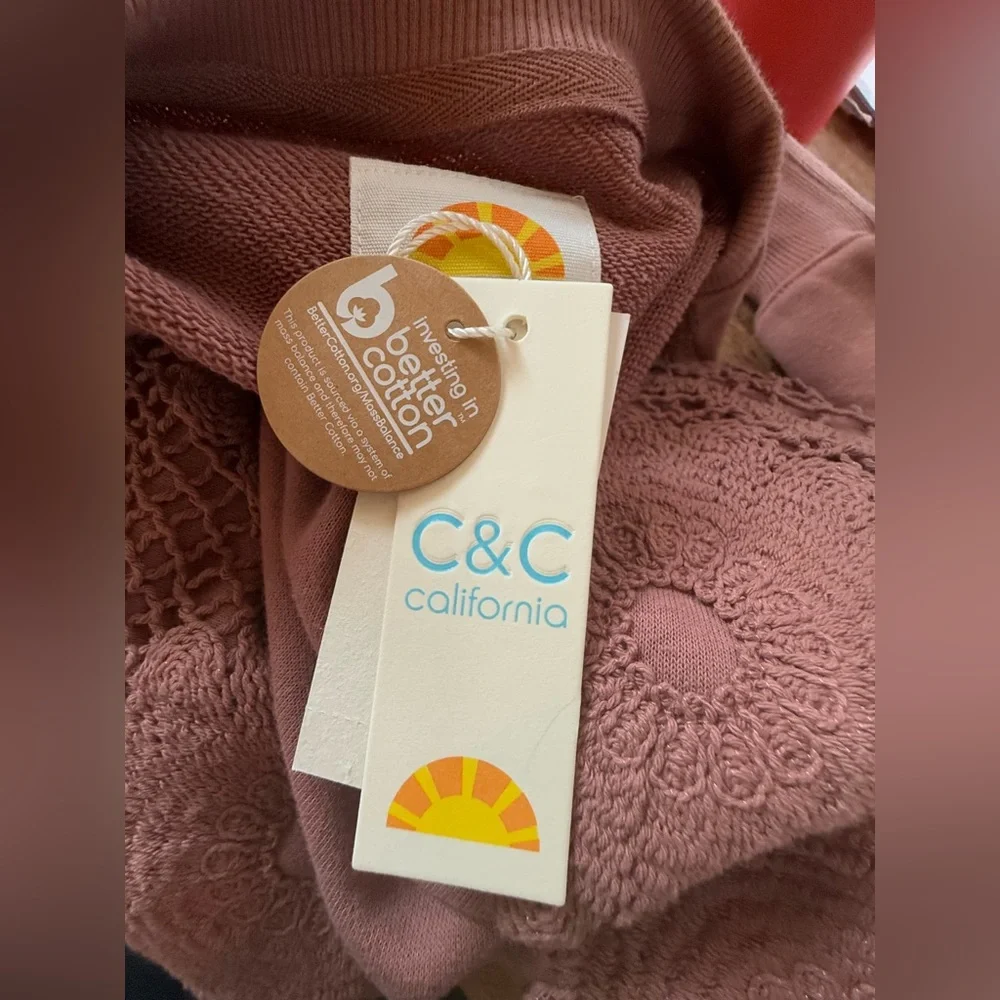 investing in
better
cotton™
BetterCotton.org/MassBalance
This product is sourced via a system of
mass balance and therefore may not
contain Better Cotton.
C&C
california